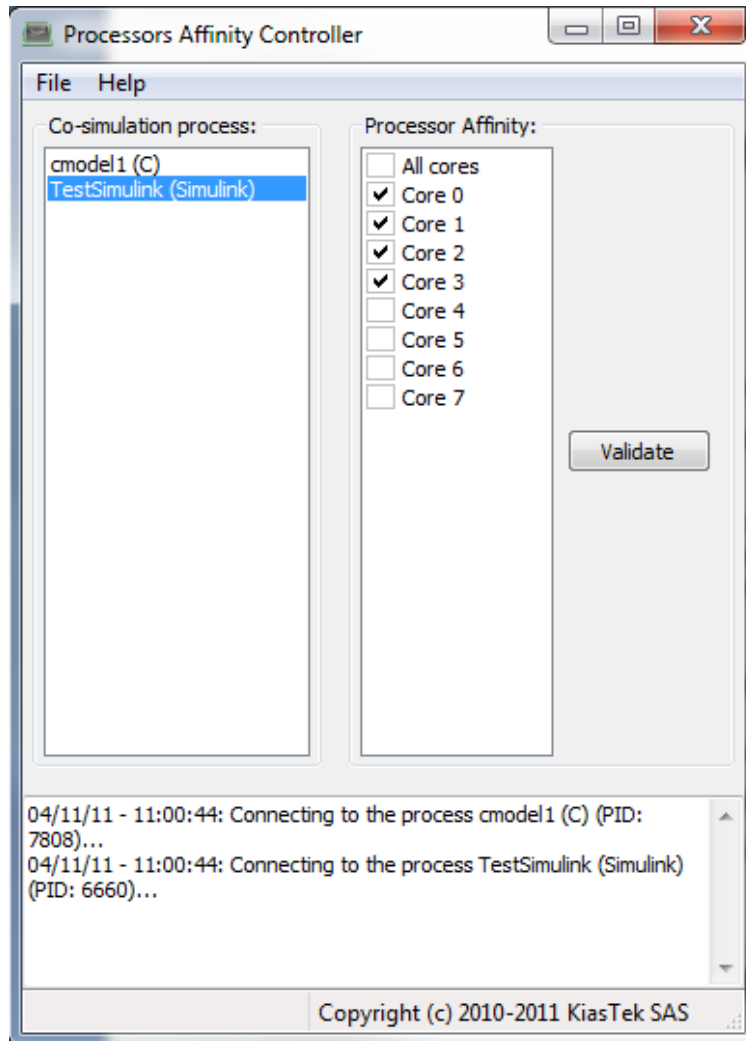 Processors Affinity Controller
File Help
Co-simulation process:
cmodel1 (C)
TestSimulink (Simulink)
Processor Affinity:
All cores
Core 0
Core 1
Core 2
Core 3
Core 4
Core 5
Core 6
Core 7
Validate
04/11/11 - 11:00:44: Connecting to the process cmodel1 (C) (PID:
7808)...
04/11/11 - 11:00:44: Connecting to the process TestSimulink (Simulink)
(PID: 6660)...
Copyright (c) 2010-2011 KiasTek SAS